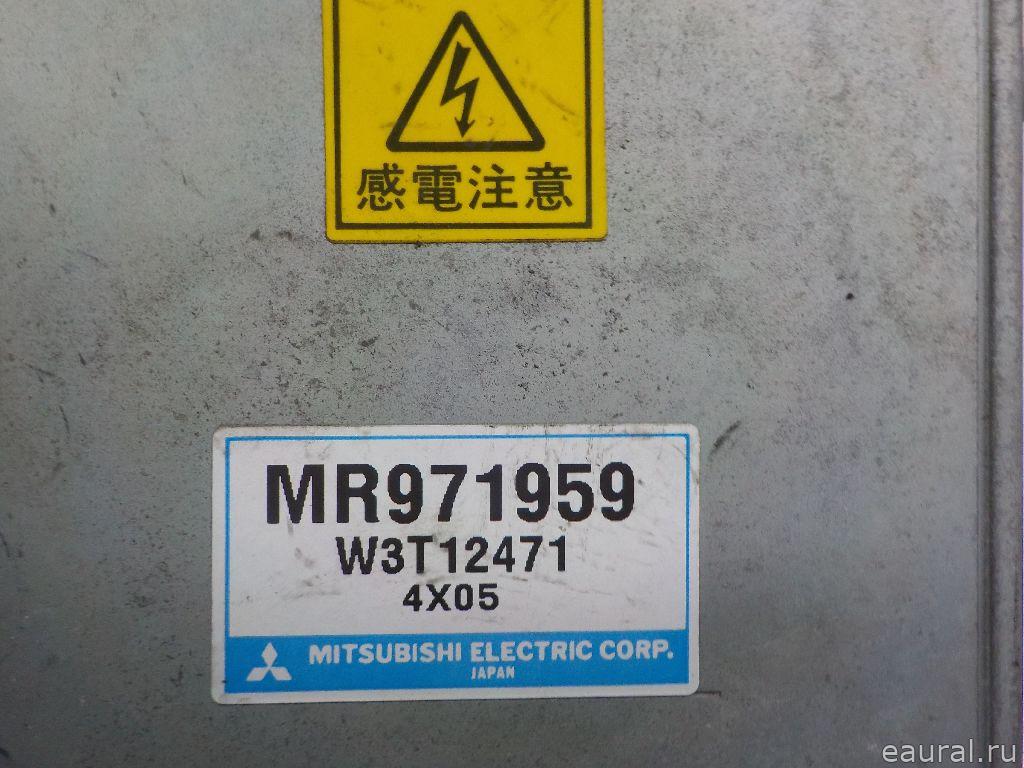 感電注意
MR971959
W3T12471
4X05
MITSUBISHI ELECTRIC CORP.
JAPAN
eaural.ru